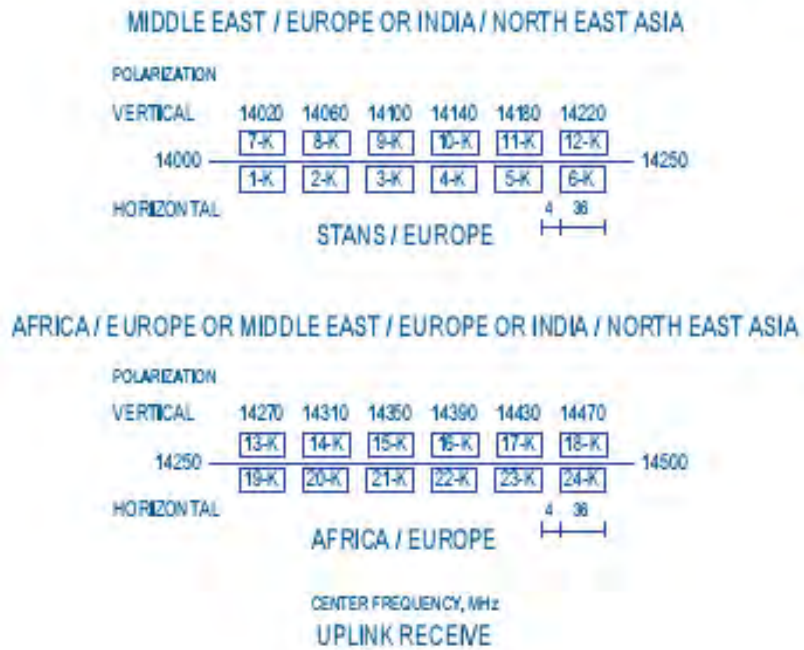 MIDDLE EAST / EUROPE OR INDIA / NORTH EAST ASIA
POLARIZATION
VERTICAL 14020 14060 14100 14140 14180 14220
7-K 8-K 9-K 10-K 11-K 12-K
14000 14250
1-K 2-K 3-K 4-K 5-K 6-K
HORIZONTAL 4 36
STANS / EUROPE
AFRICA / EUROPE OR MIDDLE EAST / EUROPE OR INDIA / NORTH EAST ASIA
POLARIZATION
VERTICAL 14270 14310 14350 14390 14430 14470
13-K 14-K 15-K 16-K 17-K 18-K
14250 14500
19-K 20-K 21-K 22-K 23-K 24-K
HORIZONTAL 4 36
AFRICA / EUROPE
CENTER FREQUENCY, MHz
UPLINK RECEIVE